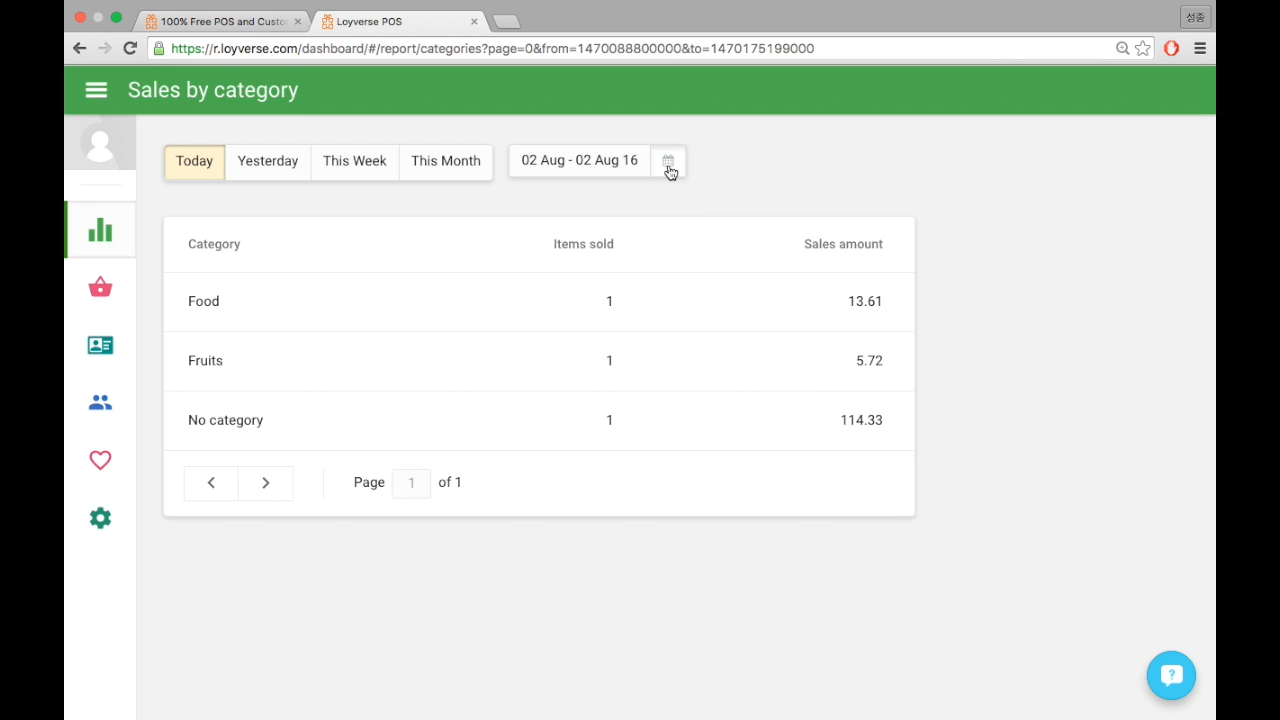 100% Free POS and Custo
Loyverse POS
성종
https://r.loyverse.com/dashboard/#/report/categories?page=0&from=1470088800000&to=1470175199000
Sales by category
Today Yesterday This Week This Month 02 Aug - 02 Aug 16
Category Items sold Sales amount
Food 1 13.61
Fruits 1 5.72
No category 1 114.33
Page 1 of 1